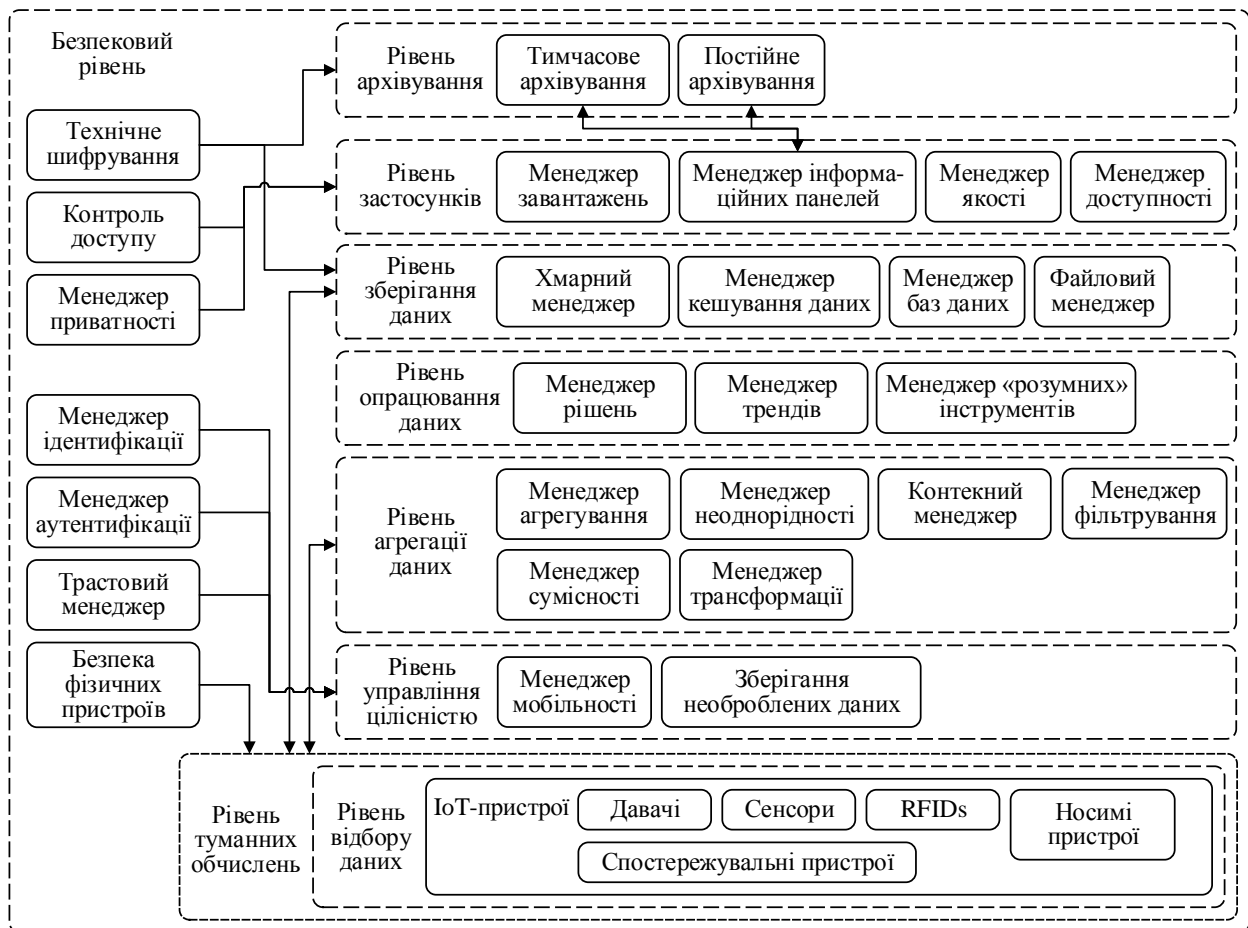 Безпековий
рівень
Технічне
шифрування
Контроль
доступу
Менеджер
приватності
Менеджер
ідентифікації
Менеджер
аутентифікації
Трастовий
менеджер
Безпека
фізичних
пристроїв
Рівень
архівування
Тимчасове
архівування
Постійне
архівування
Рівень
застосунків
Менеджер
завантажень
Менеджер інформа-
ційних панелей
Менеджер
якості
Менеджер
доступності
Рівень
зберігання
даних
Хмарний
менеджер
Менеджер
кешування даних
Менеджер
баз даних
Файловий
менеджер
Рівень
опрацювання
даних
Менеджер
рішень
Менеджер
трендів
Менеджер «розумних»
інструментів
Рівень
агрегації
даних
Менеджер
агрегування
Менеджер
неоднорідності
Контекний
менеджер
Менеджер
фільтрування
Менеджер
сумісності
Менеджер
трансформації
Рівень
управління
цілісністю
Менеджер
мобільності
Зберігання
необроблених даних
Рівень
туманних
обчислень
Рівень
відбору
даних
IoT-пристрої
Давачі
Сенсори
RFIDs
Носимі
пристрої
Спостережувальні пристрої